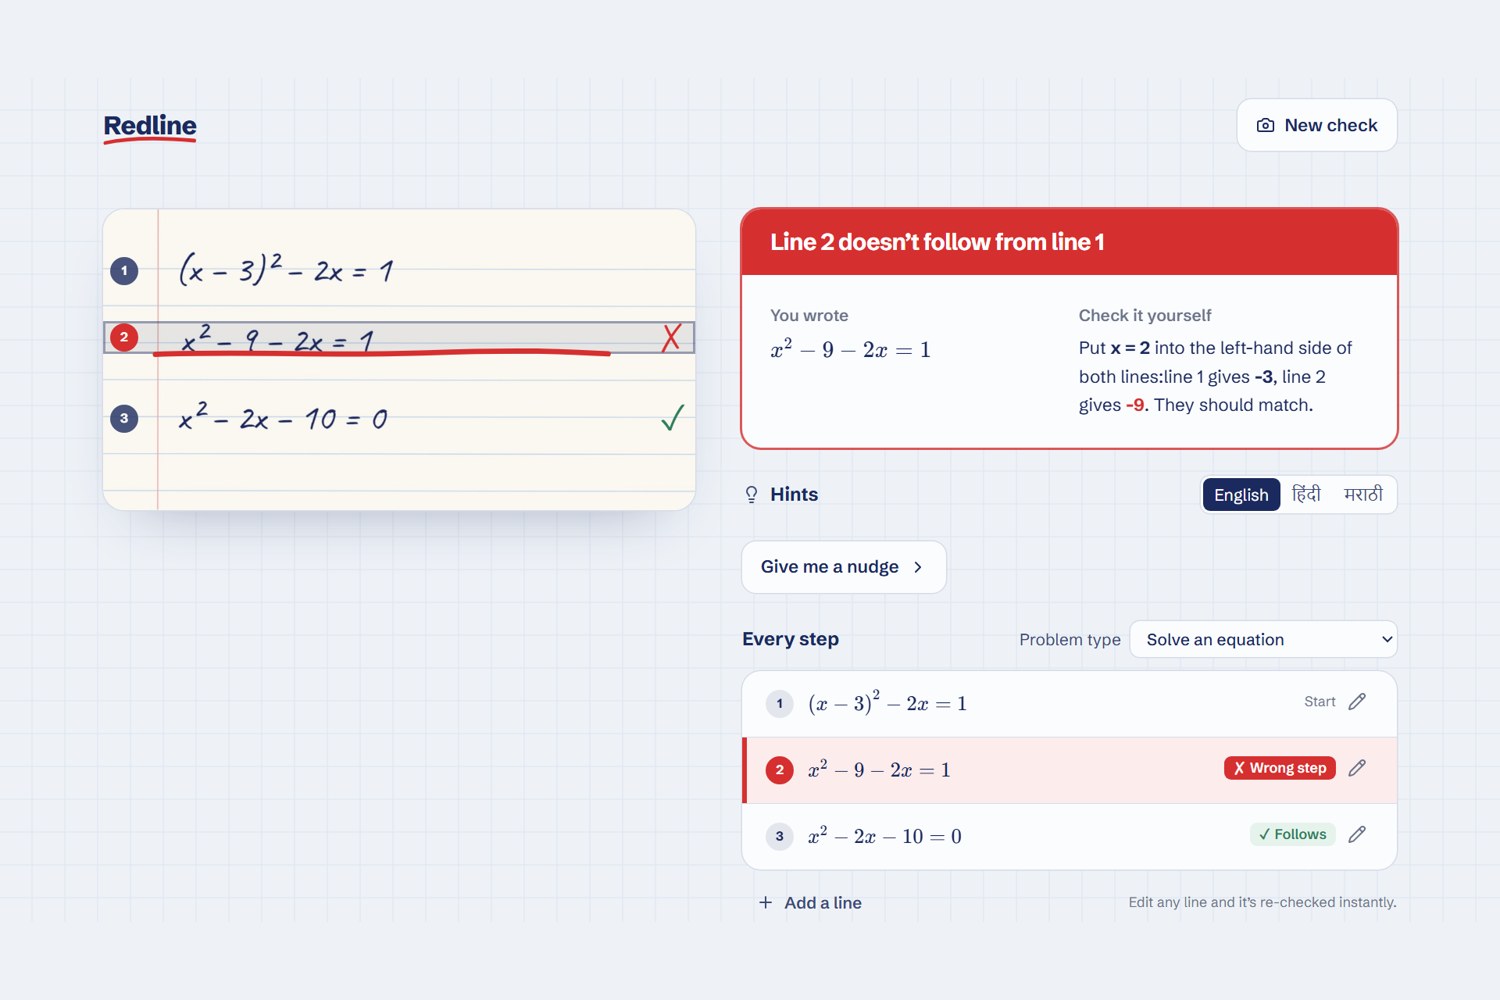 Redline
New check
1 (x − 3)² − 2x = 1
2 x² − 9 − 2x = 1 ✗
3 x² − 2x − 10 = 0 ✓
Line 2 doesn’t follow from line 1
You wrote
x² − 9 − 2x = 1
Check it yourself
Put x = 2 into the left-hand side of
both lines:line 1 gives -3, line 2
gives -9. They should match.
Hints
English हिंदी मराठी
Give me a nudge
Every step
Problem type Solve an equation
1 (x − 3)² − 2x = 1 Start
2 x² − 9 − 2x = 1 ✗ Wrong step
3 x² − 2x − 10 = 0 ✓ Follows
+ Add a line
Edit any line and it’s re-checked instantly.